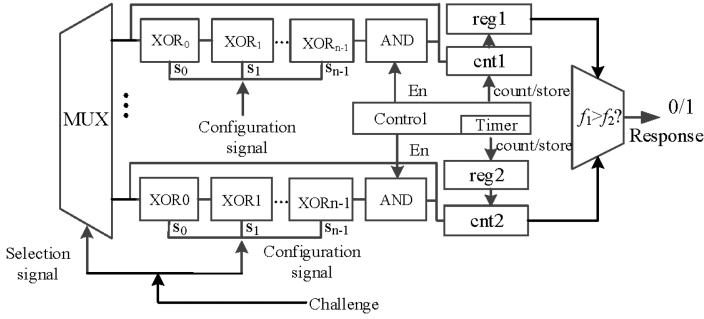 MUX
XOR₀ XOR₁ ... XORₙ₋₁ AND
S₀ S₁ Sₙ₋₁
Configuration
signal
reg1
cnt1
En
count/store
Control
Timer
En
count/store
reg2
cnt2
f₁>f₂?
0/1
Response
XOR0 XOR1 ... XORn-1 AND
S₀ S₁ Sₙ₋₁
Configuration
signal
Selection
signal
Challenge